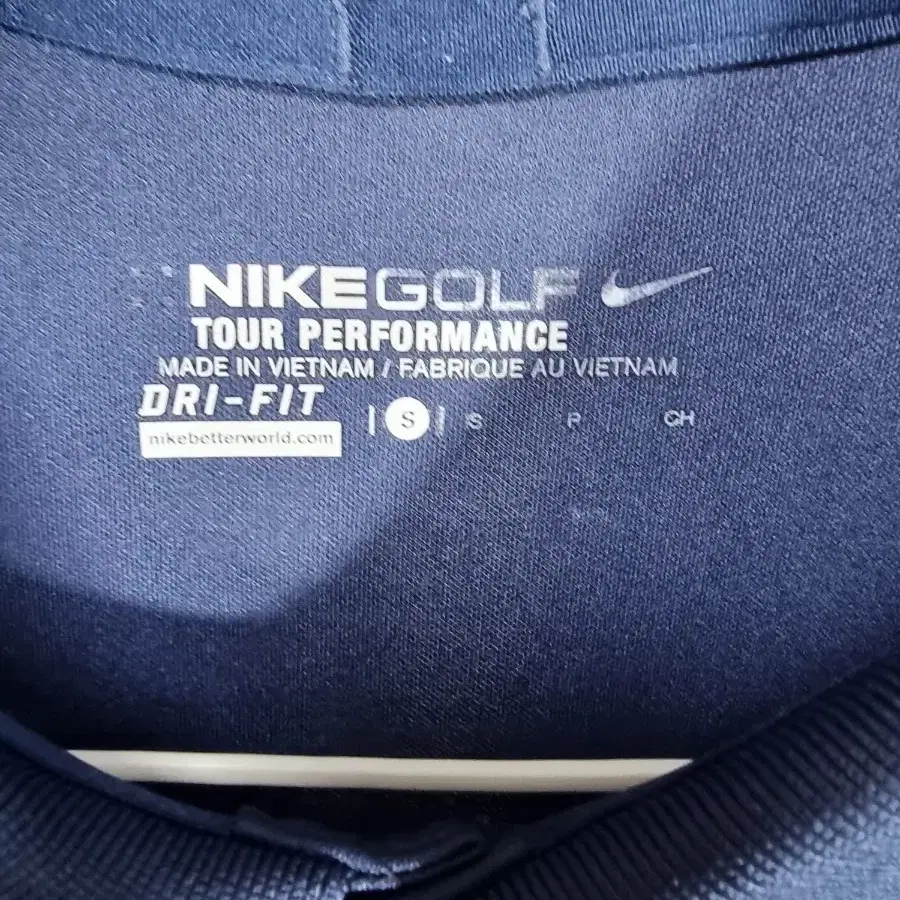 NIKEGOLF
TOUR PERFORMANCE
MADE IN VIETNAM / FABRIQUE AU VIETNAM
DRI-FIT
| S | S P | CH
nikebetterworld.com